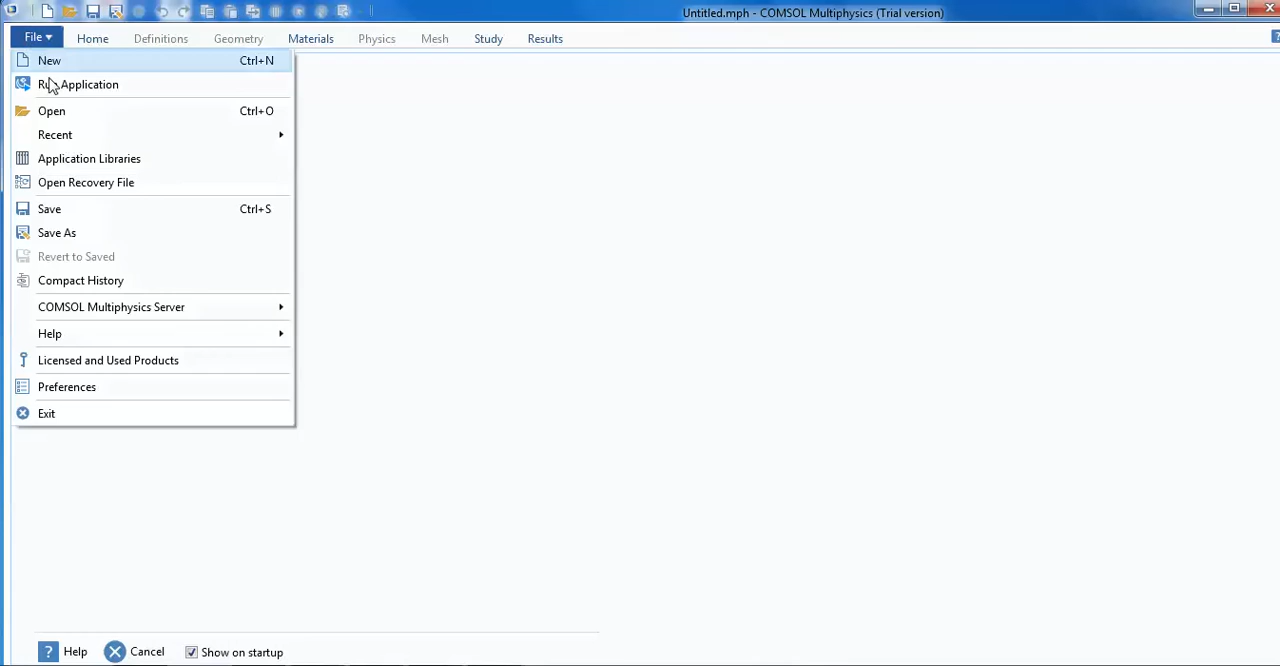 Untitled.mph - COMSOL Multiphysics (Trial version)
File Home Definitions Geometry Materials Physics Mesh Study Results
New Ctrl+N
Run Application
Open Ctrl+O
Recent
Application Libraries
Open Recovery File
Save Ctrl+S
Save As
Revert to Saved
Compact History
COMSOL Multiphysics Server
Help
Licensed and Used Products
Preferences
Exit
? Help Cancel Show on startup